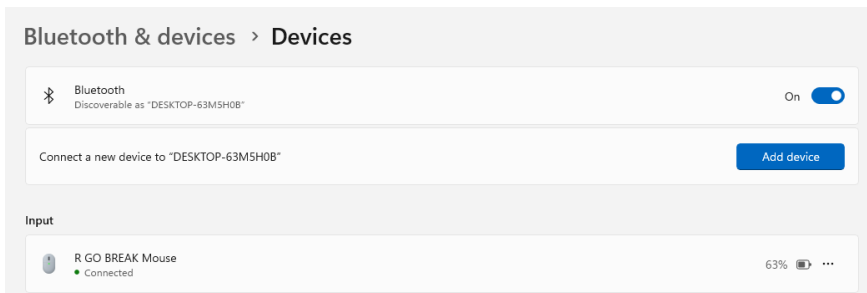 Bluetooth & devices > Devices
Bluetooth
Discoverable as "DESKTOP-63M5H0B"
On
Connect a new device to "DESKTOP-63M5H0B"
Add device
Input
R GO BREAK Mouse
Connected
63%